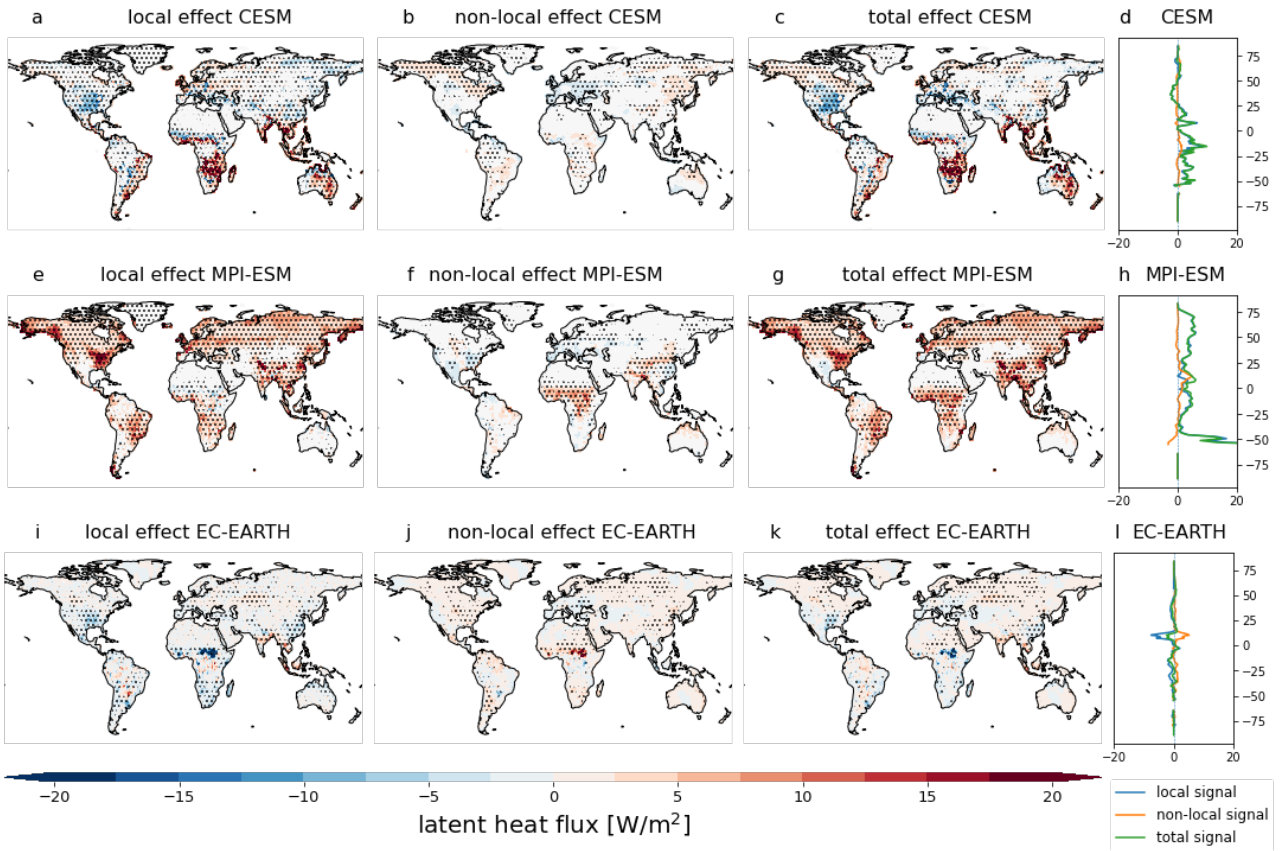 a local effect CESM b non-local effect CESM c total effect CESM d CESM
75
50
25
0
−25
−50
−75
−20 0 20
e local effect MPI-ESM f non-local effect MPI-ESM g total effect MPI-ESM h MPI-ESM
75
50
25
0
−25
−50
−75
−20 0 20
i local effect EC-EARTH j non-local effect EC-EARTH k total effect EC-EARTH l EC-EARTH
75
50
25
0
−25
−50
−75
−20 0 20
−20 −15 −10 −5 0 5 10 15 20
latent heat flux [W/m²]
local signal
non-local signal
total signal